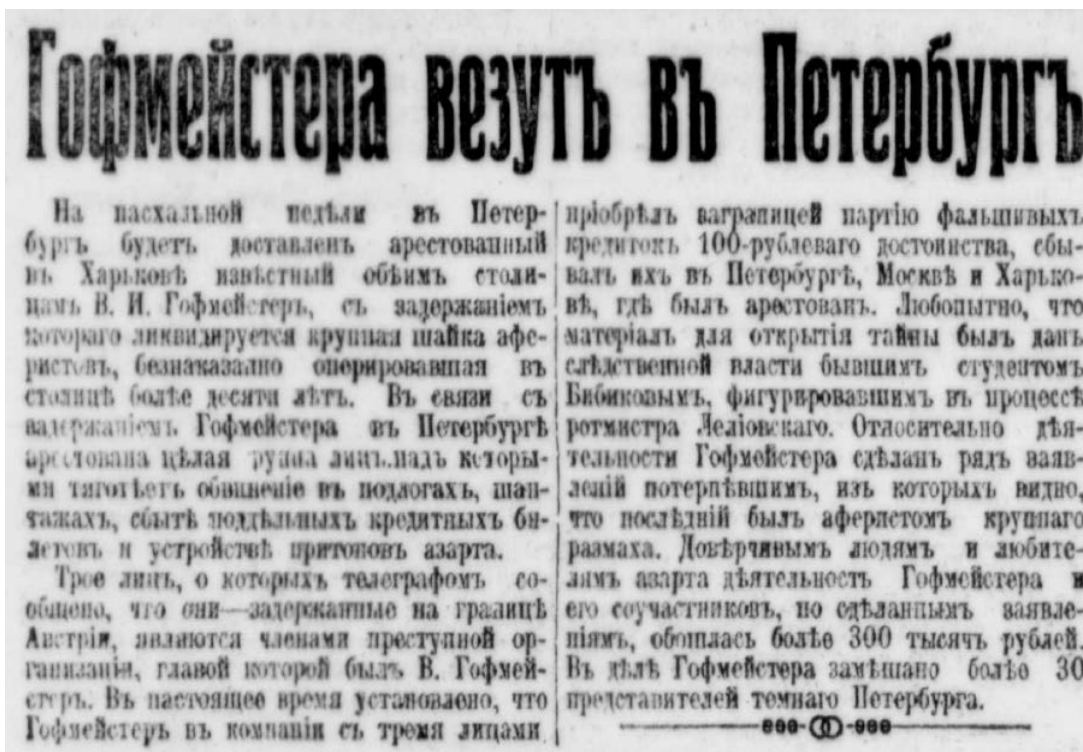 Гофмейстера везутъ въ Петербургъ
На пасхальной недѣли въ Петер-
бургъ будетъ доставленъ арестованный
въ Харьковѣ извѣстный обѣимъ столи-
цамъ В. И. Гофмейстеръ, съ задержаніемъ
котораго ликвидируется крупная шайка афе-
ристовъ, безнаказанно оперировавшая въ
столицѣ болѣе десяти лѣтъ. Въ связи съ
задержаніемъ Гофмейстера въ Петербургѣ
арестована цѣлая рупиа лицъ.надъ которы-
ми тяготѣетъ обвиненіе въ подлогахъ, шан-
тажахъ, сбытѣ поддѣльныхъ кредитныхъ би-
летовъ и устройствѣ притоновъ азарта.
Трое лицъ, о которыхъ телеграфомъ со-
общено, что они—задержанные на границѣ
Австріи, являются членами преступной ор-
ганизаціи, главой которой былъ В. Гофмей-
стеръ. Въ настоящее время установлено, что
Гофмейстеръ въ компаніи съ тремя лицами
пріобрѣлъ заграницей партію фальшивыхъ
кредитокъ 100-рублеваго достоинства, сбы-
валъ ихъ въ Петербургѣ, Москвѣ и Харько-
вѣ, гдѣ былъ арестованъ. Любопытно, что
матеріалъ для открытія тайны былъ данъ
слѣдственной власти бывшимъ студентомъ
Бибиковымъ, фигурировавшимъ въ процессѣ
ротмистра Леліовскаго. Относительно дѣя-
тельности Гофмейстера сдѣланъ рядъ заяв-
леній потерпѣвшимъ, изъ которыхъ видно,
что послѣдній былъ аферистомъ крупнаго
размаха. Довѣрчивымъ людямъ и любите-
лямъ азарта дѣятельность Гофмейстера и
его соучастниковъ, по сдѣланнымъ заявле-
ніямъ, обошлась болѣе 300 тысячъ рублей.
Въ дѣлѣ Гофмейстера замѣшано болѣе 30
представителей темнаго Петербурга.